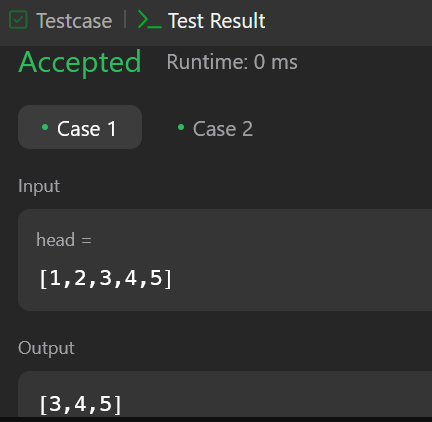 Testcase | >_ Test Result
Accepted Runtime: 0 ms
• Case 1 • Case 2
Input
head =
[1,2,3,4,5]
Output
[3,4,5]